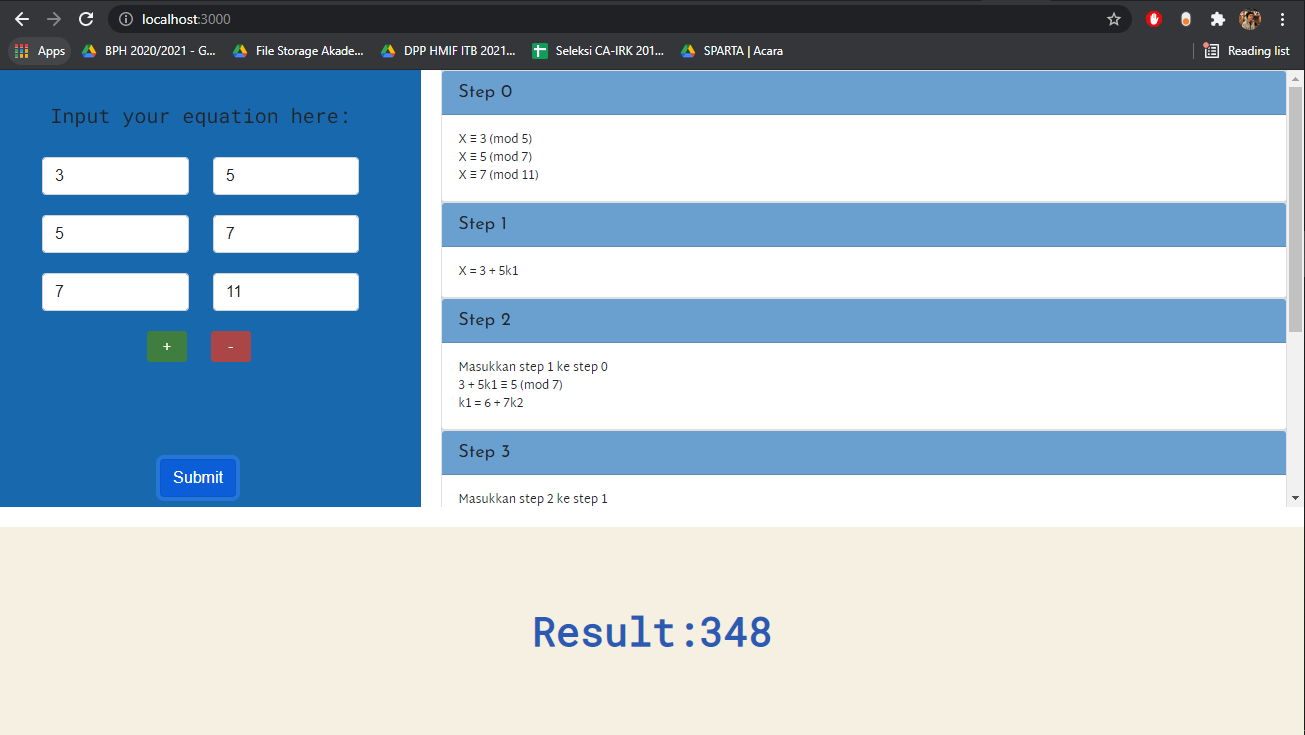 localhost:3000
Apps
BPH 2020/2021 - G...
File Storage Akade...
DPP HMIF ITB 2021...
Seleksi CA-IRK 201...
SPARTA | Acara
Reading list
Input your equation here:
3 5
5 7
7 11
+ -
Submit
Step 0
X ≡ 3 (mod 5)
X ≡ 5 (mod 7)
X ≡ 7 (mod 11)
Step 1
X = 3 + 5k1
Step 2
Masukkan step 1 ke step 0
3 + 5k1 ≡ 5 (mod 7)
k1 = 6 + 7k2
Step 3
Masukkan step 2 ke step 1
Result:348